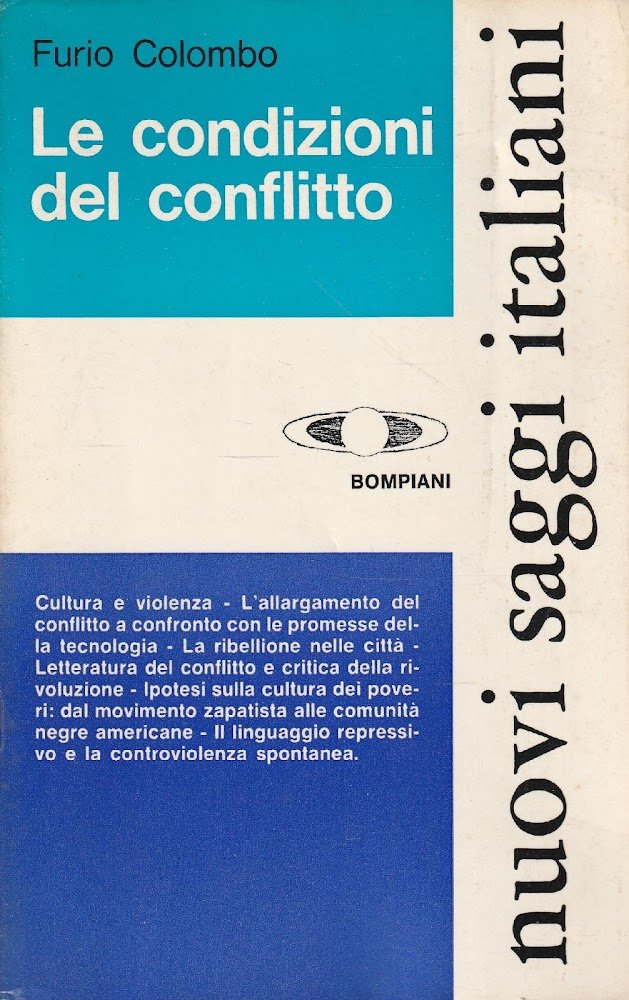 Furio Colombo
Le condizioni
del conflitto
BOMPIANI
Cultura e violenza - L'allargamento del
conflitto a confronto con le promesse del-
la tecnologia - La ribellione nelle città -
Letteratura del conflitto e critica della ri-
voluzione - Ipotesi sulla cultura dei pove-
ri: dal movimento zapatista alle comunità
negre americane - Il linguaggio repressi-
vo e la controviolenza spontanea.
nuovi saggi italiani